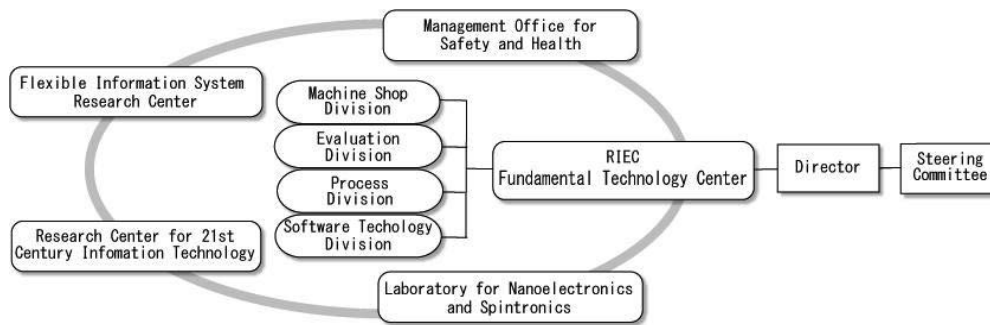 Management Office for
Safety and Health
Flexible Information System
Research Center
Machine Shop
Division
Evaluation
Division
RIEC
Fundamental Technology Center
Director
Steering
Committee
Process
Division
Software Techology
Division
Research Center for 21st
Century Infomation Technology
Laboratory for Nanoelectronics
and Spintronics